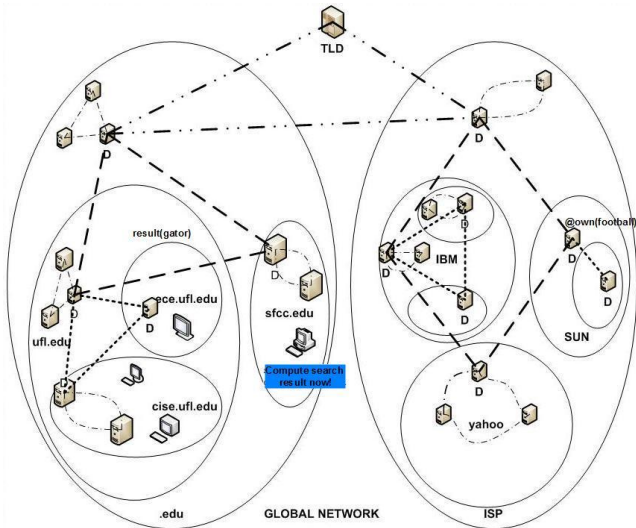 TLD
D
D
@own(football)
D
result(gator)
D
D
IBM
D
D
D
ece.ufl.edu
D
D
D
SUN
ufl.edu
sfcc.edu
Compute search
result now!
D
D
cise.ufl.edu
yahoo
.edu
GLOBAL NETWORK
ISP